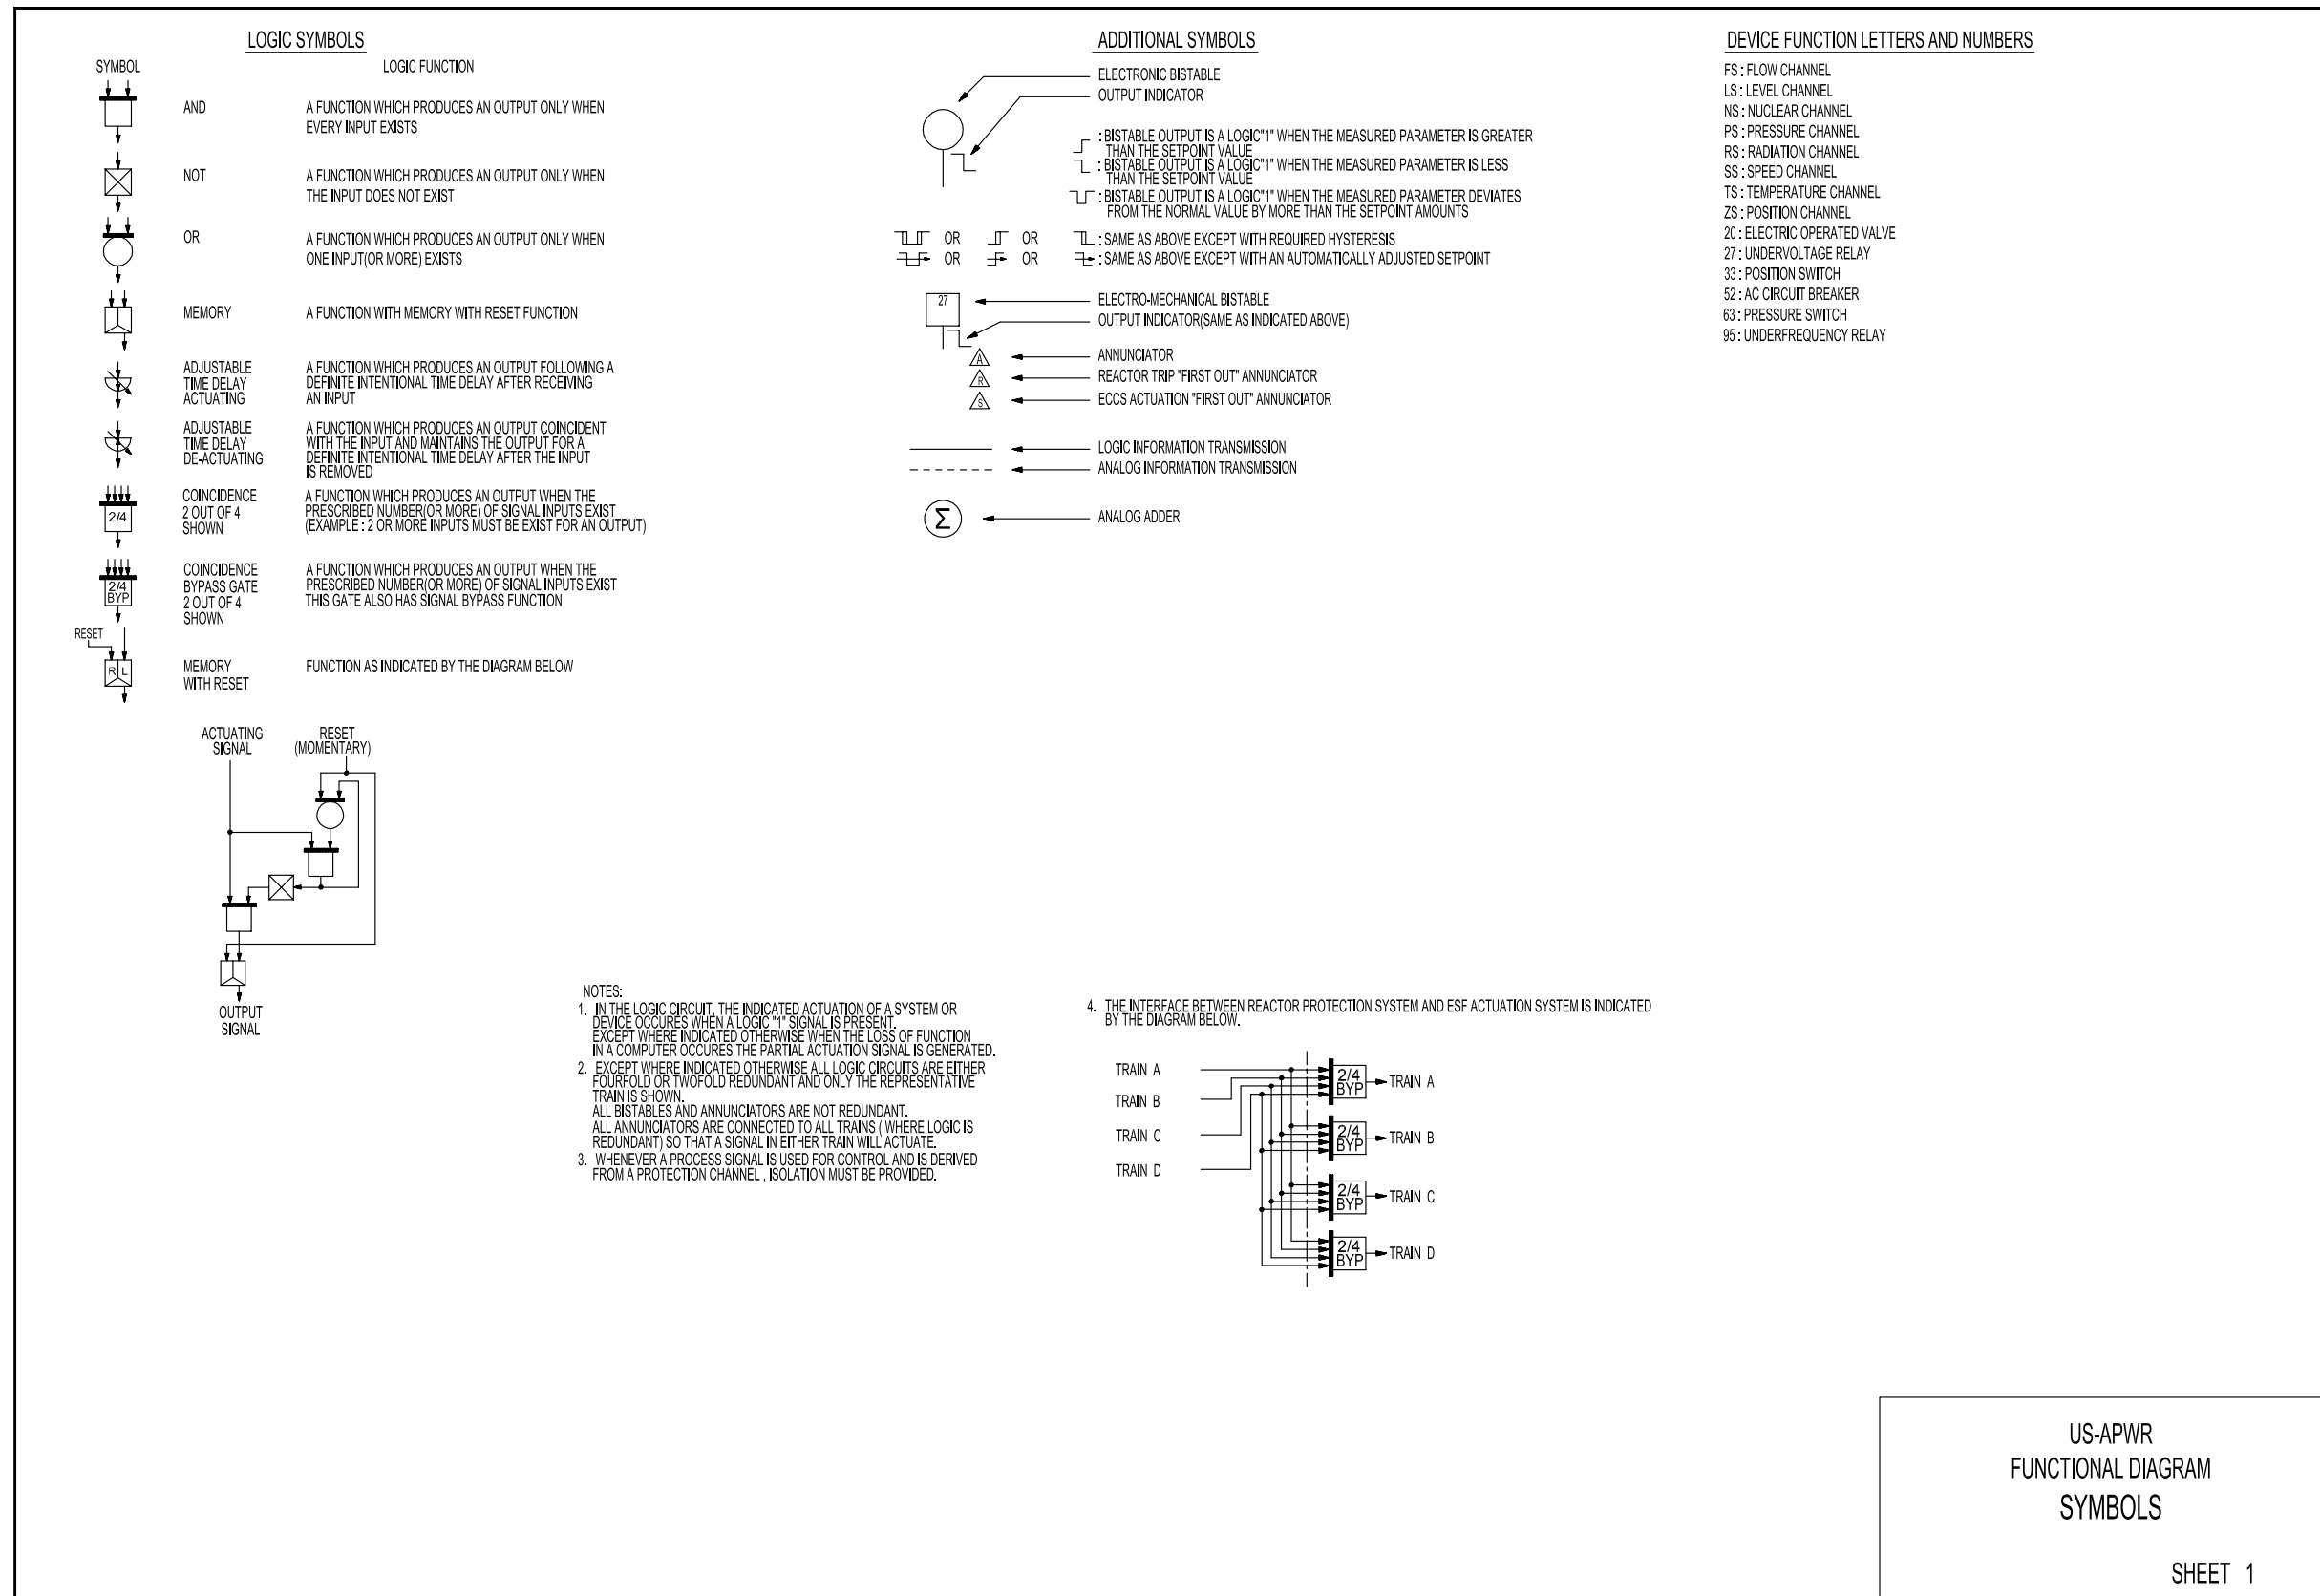 LOGIC SYMBOLS
SYMBOL
LOGIC FUNCTION
AND
A FUNCTION WHICH PRODUCES AN OUTPUT ONLY WHEN
EVERY INPUT EXISTS
NOT
A FUNCTION WHICH PRODUCES AN OUTPUT ONLY WHEN
THE INPUT DOES NOT EXIST
OR
A FUNCTION WHICH PRODUCES AN OUTPUT ONLY WHEN
ONE INPUT(OR MORE) EXISTS
MEMORY
A FUNCTION WITH MEMORY WITH RESET FUNCTION
ADJUSTABLE
TIME DELAY
ACTUATING
A FUNCTION WHICH PRODUCES AN OUTPUT FOLLOWING A
DEFINITE INTENTIONAL TIME DELAY AFTER RECEIVING
AN INPUT
ADJUSTABLE
TIME DELAY
DE-ACTUATING
A FUNCTION WHICH PRODUCES AN OUTPUT COINCIDENT
WITH THE INPUT AND MAINTAINS THE OUTPUT FOR A
DEFINITE INTENTIONAL TIME DELAY AFTER THE INPUT
IS REMOVED
2/4
COINCIDENCE
2 OUT OF 4
SHOWN
A FUNCTION WHICH PRODUCES AN OUTPUT WHEN THE
PRESCRIBED NUMBER(OR MORE) OF SIGNAL INPUTS EXIST
(EXAMPLE : 2 OR MORE INPUTS MUST BE EXIST FOR AN OUTPUT)
2/4
BYP
COINCIDENCE
BYPASS GATE
2 OUT OF 4
SHOWN
A FUNCTION WHICH PRODUCES AN OUTPUT WHEN THE
PRESCRIBED NUMBER(OR MORE) OF SIGNAL INPUTS EXIST
THIS GATE ALSO HAS SIGNAL BYPASS FUNCTION
RESET
R L
MEMORY
WITH RESET
FUNCTION AS INDICATED BY THE DIAGRAM BELOW
ACTUATING
SIGNAL
RESET
(MOMENTARY)
OUTPUT
SIGNAL
ADDITIONAL SYMBOLS
ELECTRONIC BISTABLE
OUTPUT INDICATOR
: BISTABLE OUTPUT IS A LOGIC"1" WHEN THE MEASURED PARAMETER IS GREATER
THAN THE SETPOINT VALUE
: BISTABLE OUTPUT IS A LOGIC"1" WHEN THE MEASURED PARAMETER IS LESS
THAN THE SETPOINT VALUE
: BISTABLE OUTPUT IS A LOGIC"1" WHEN THE MEASURED PARAMETER DEVIATES
FROM THE NORMAL VALUE BY MORE THAN THE SETPOINT AMOUNTS
OR OR : SAME AS ABOVE EXCEPT WITH REQUIRED HYSTERESIS
OR OR : SAME AS ABOVE EXCEPT WITH AN AUTOMATICALLY ADJUSTED SETPOINT
27
ELECTRO-MECHANICAL BISTABLE
OUTPUT INDICATOR(SAME AS INDICATED ABOVE)
A ANNUNCIATOR
R REACTOR TRIP "FIRST OUT" ANNUNCIATOR
S ECCS ACTUATION "FIRST OUT" ANNUNCIATOR
LOGIC INFORMATION TRANSMISSION
ANALOG INFORMATION TRANSMISSION
Σ ANALOG ADDER
DEVICE FUNCTION LETTERS AND NUMBERS
FS : FLOW CHANNEL
LS : LEVEL CHANNEL
NS : NUCLEAR CHANNEL
PS : PRESSURE CHANNEL
RS : RADIATION CHANNEL
SS : SPEED CHANNEL
TS : TEMPERATURE CHANNEL
ZS : POSITION CHANNEL
20 : ELECTRIC OPERATED VALVE
27 : UNDERVOLTAGE RELAY
33 : POSITION SWITCH
52 : AC CIRCUIT BREAKER
63 : PRESSURE SWITCH
95 : UNDERFREQUENCY RELAY
NOTES:
1. IN THE LOGIC CIRCUIT, THE INDICATED ACTUATION OF A SYSTEM OR
DEVICE OCCURES WHEN A LOGIC "1" SIGNAL IS PRESENT.
EXCEPT WHERE INDICATED OTHERWISE WHEN THE LOSS OF FUNCTION
IN A COMPUTER OCCURES THE PARTIAL ACTUATION SIGNAL IS GENERATED.
2. EXCEPT WHERE INDICATED OTHERWISE ALL LOGIC CIRCUITS ARE EITHER
FOURFOLD OR TWOFOLD REDUNDANT AND ONLY THE REPRESENTATIVE
TRAIN IS SHOWN.
ALL BISTABLES AND ANNUNCIATORS ARE NOT REDUNDANT.
ALL ANNUNCIATORS ARE CONNECTED TO ALL TRAINS ( WHERE LOGIC IS
REDUNDANT) SO THAT A SIGNAL IN EITHER TRAIN WILL ACTUATE.
3. WHENEVER A PROCESS SIGNAL IS USED FOR CONTROL AND IS DERIVED
FROM A PROTECTION CHANNEL , ISOLATION MUST BE PROVIDED.
4. THE INTERFACE BETWEEN REACTOR PROTECTION SYSTEM AND ESF ACTUATION SYSTEM IS INDICATED
BY THE DIAGRAM BELOW.
TRAIN A
TRAIN B
TRAIN C
TRAIN D
2/4
BYP
TRAIN A
2/4
BYP
TRAIN B
2/4
BYP
TRAIN C
2/4
BYP
TRAIN D
US-APWR
FUNCTIONAL DIAGRAM
SYMBOLS
SHEET 1